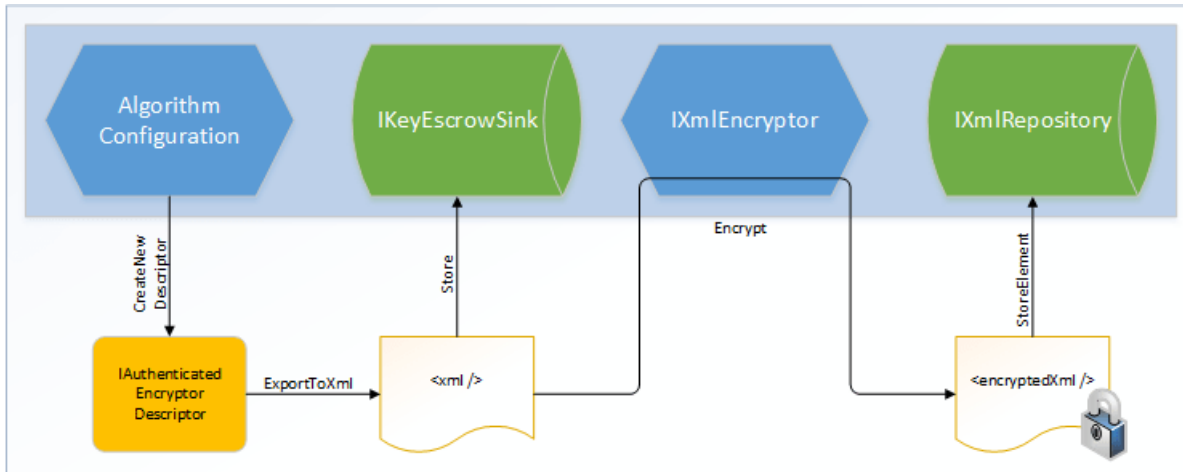 Algorithm
Configuration
IKeyEscrowSink
IXmlEncryptor
IXmlRepository
CreateNew
Descriptor
Store
Encrypt
StoreElement
IAuthenticated
Encryptor
Descriptor
ExportToXml
<xml />
<encryptedXml />